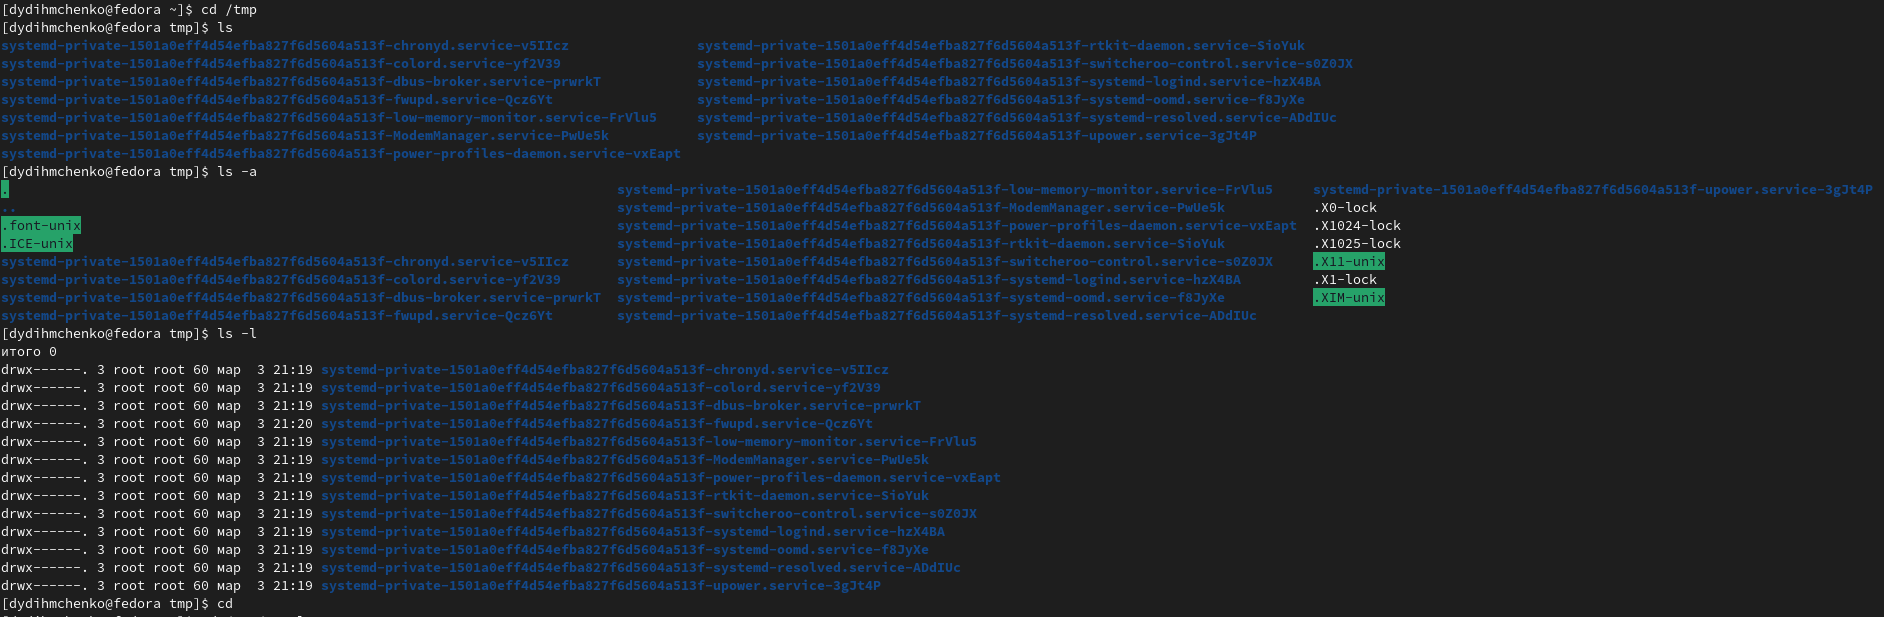 [dydihmchenko@fedora ~]$ cd /tmp
[dydihmchenko@fedora tmp]$ ls
systemd-private-1501a0eff4d54efba827f6d5604a513f-chronyd.service-v5IIcz systemd-private-1501a0eff4d54efba827f6d5604a513f-rtkit-daemon.service-SioYuk
systemd-private-1501a0eff4d54efba827f6d5604a513f-colord.service-yf2V39 systemd-private-1501a0eff4d54efba827f6d5604a513f-switcheroo-control.service-s0Z0JX
systemd-private-1501a0eff4d54efba827f6d5604a513f-dbus-broker.service-prwrkT systemd-private-1501a0eff4d54efba827f6d5604a513f-systemd-logind.service-hzX4BA
systemd-private-1501a0eff4d54efba827f6d5604a513f-fwupd.service-Qcz6Yt systemd-private-1501a0eff4d54efba827f6d5604a513f-systemd-oomd.service-f8JyXe
systemd-private-1501a0eff4d54efba827f6d5604a513f-low-memory-monitor.service-FrVlu5 systemd-private-1501a0eff4d54efba827f6d5604a513f-systemd-resolved.service-ADdIUc
systemd-private-1501a0eff4d54efba827f6d5604a513f-ModemManager.service-PwUe5k systemd-private-1501a0eff4d54efba827f6d5604a513f-upower.service-3gJt4P
systemd-private-1501a0eff4d54efba827f6d5604a513f-power-profiles-daemon.service-vxEapt
[dydihmchenko@fedora tmp]$ ls -a
. systemd-private-1501a0eff4d54efba827f6d5604a513f-low-memory-monitor.service-FrVlu5 systemd-private-1501a0eff4d54efba827f6d5604a513f-upower.service-3gJt4P
.. systemd-private-1501a0eff4d54efba827f6d5604a513f-ModemManager.service-PwUe5k .X0-lock
.font-unix systemd-private-1501a0eff4d54efba827f6d5604a513f-power-profiles-daemon.service-vxEapt .X1024-lock
.ICE-unix systemd-private-1501a0eff4d54efba827f6d5604a513f-rtkit-daemon.service-SioYuk .X1025-lock
systemd-private-1501a0eff4d54efba827f6d5604a513f-chronyd.service-v5IIcz systemd-private-1501a0eff4d54efba827f6d5604a513f-switcheroo-control.service-s0Z0JX .X11-unix
systemd-private-1501a0eff4d54efba827f6d5604a513f-colord.service-yf2V39 systemd-private-1501a0eff4d54efba827f6d5604a513f-systemd-logind.service-hzX4BA .X1-lock
systemd-private-1501a0eff4d54efba827f6d5604a513f-dbus-broker.service-prwrkT systemd-private-1501a0eff4d54efba827f6d5604a513f-systemd-oomd.service-f8JyXe .XIM-unix
systemd-private-1501a0eff4d54efba827f6d5604a513f-fwupd.service-Qcz6Yt systemd-private-1501a0eff4d54efba827f6d5604a513f-systemd-resolved.service-ADdIUc
[dydihmchenko@fedora tmp]$ ls -l
итого 0
drwx------. 3 root root 60 мар  3 21:19 systemd-private-1501a0eff4d54efba827f6d5604a513f-chronyd.service-v5IIcz
drwx------. 3 root root 60 мар  3 21:19 systemd-private-1501a0eff4d54efba827f6d5604a513f-colord.service-yf2V39
drwx------. 3 root root 60 мар  3 21:19 systemd-private-1501a0eff4d54efba827f6d5604a513f-dbus-broker.service-prwrkT
drwx------. 3 root root 60 мар  3 21:20 systemd-private-1501a0eff4d54efba827f6d5604a513f-fwupd.service-Qcz6Yt
drwx------. 3 root root 60 мар  3 21:19 systemd-private-1501a0eff4d54efba827f6d5604a513f-low-memory-monitor.service-FrVlu5
drwx------. 3 root root 60 мар  3 21:19 systemd-private-1501a0eff4d54efba827f6d5604a513f-ModemManager.service-PwUe5k
drwx------. 3 root root 60 мар  3 21:19 systemd-private-1501a0eff4d54efba827f6d5604a513f-power-profiles-daemon.service-vxEapt
drwx------. 3 root root 60 мар  3 21:19 systemd-private-1501a0eff4d54efba827f6d5604a513f-rtkit-daemon.service-SioYuk
drwx------. 3 root root 60 мар  3 21:19 systemd-private-1501a0eff4d54efba827f6d5604a513f-switcheroo-control.service-s0Z0JX
drwx------. 3 root root 60 мар  3 21:19 systemd-private-1501a0eff4d54efba827f6d5604a513f-systemd-logind.service-hzX4BA
drwx------. 3 root root 60 мар  3 21:19 systemd-private-1501a0eff4d54efba827f6d5604a513f-systemd-oomd.service-f8JyXe
drwx------. 3 root root 60 мар  3 21:19 systemd-private-1501a0eff4d54efba827f6d5604a513f-systemd-resolved.service-ADdIUc
drwx------. 3 root root 60 мар  3 21:19 systemd-private-1501a0eff4d54efba827f6d5604a513f-upower.service-3gJt4P
[dydihmchenko@fedora tmp]$ cd